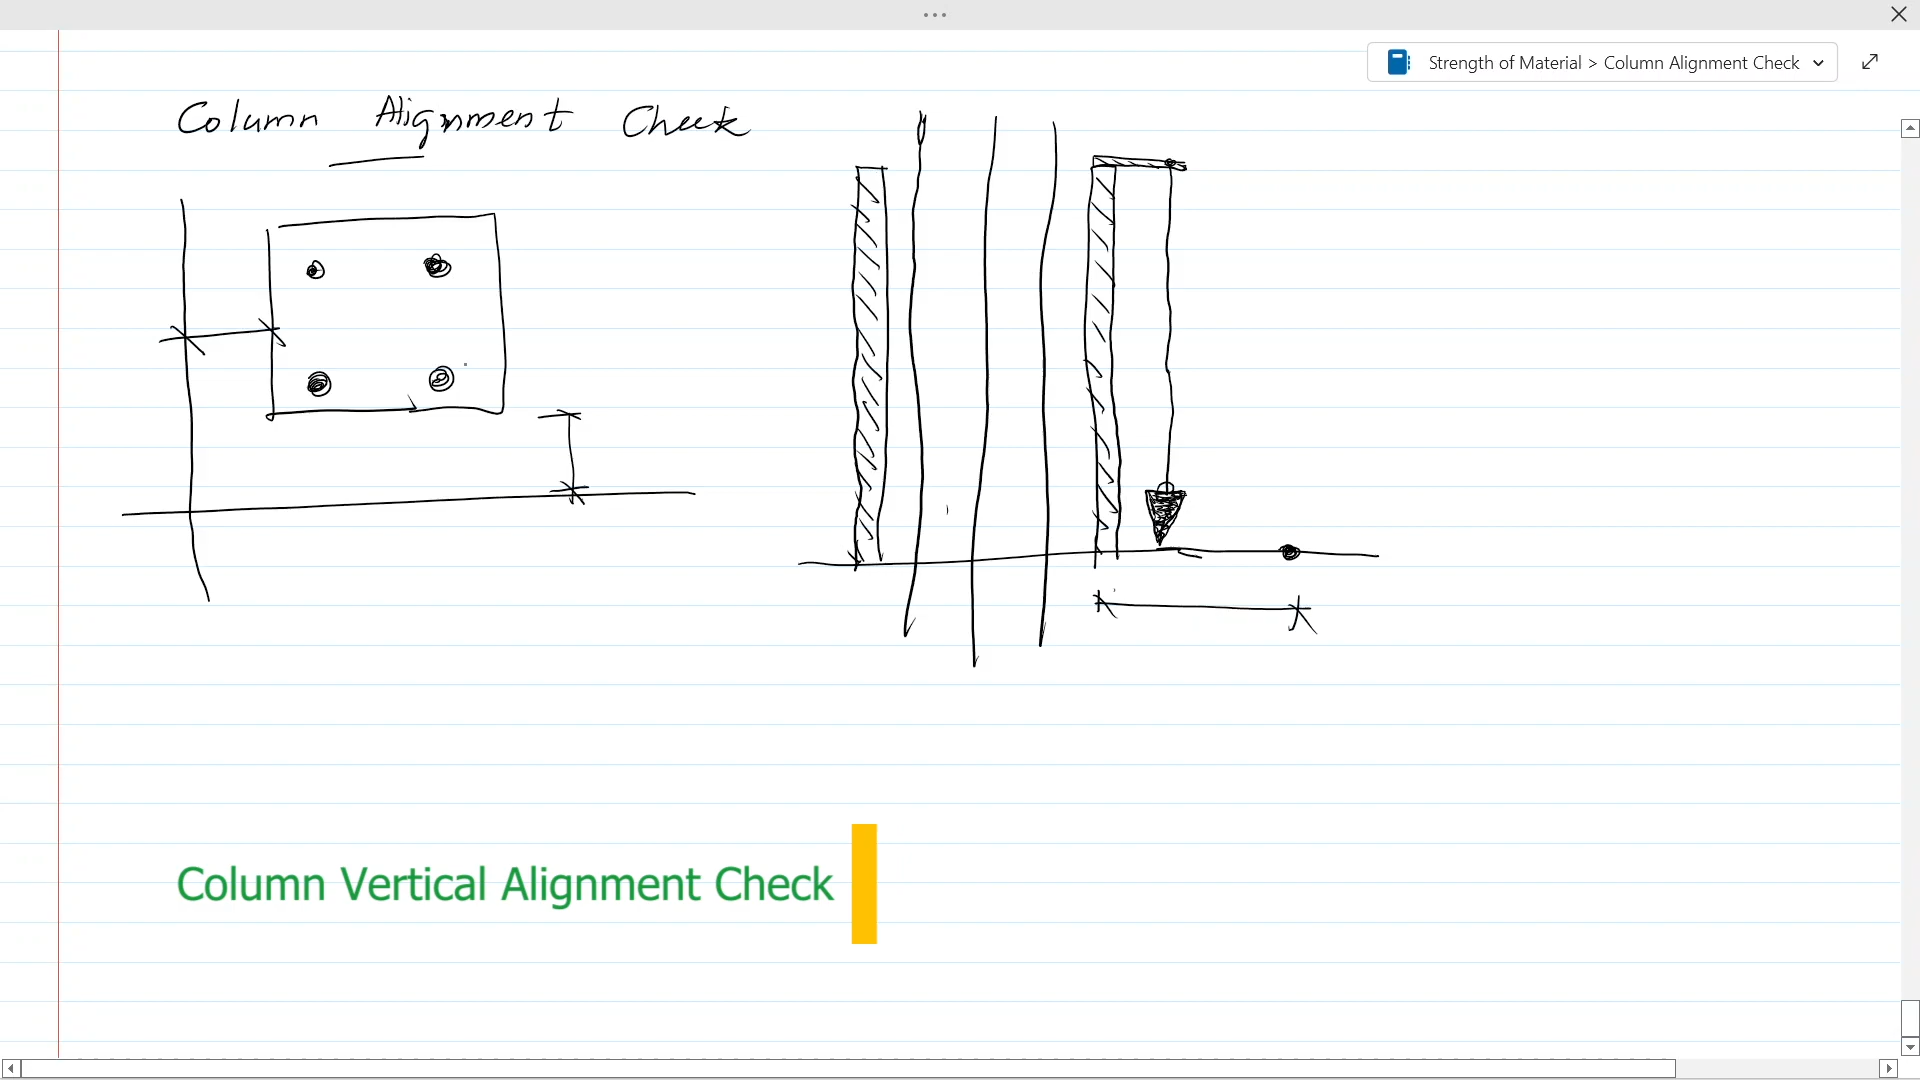 Strength of Material > Column Alignment Check
Column Alignment Check
Column Vertical Alignment Check